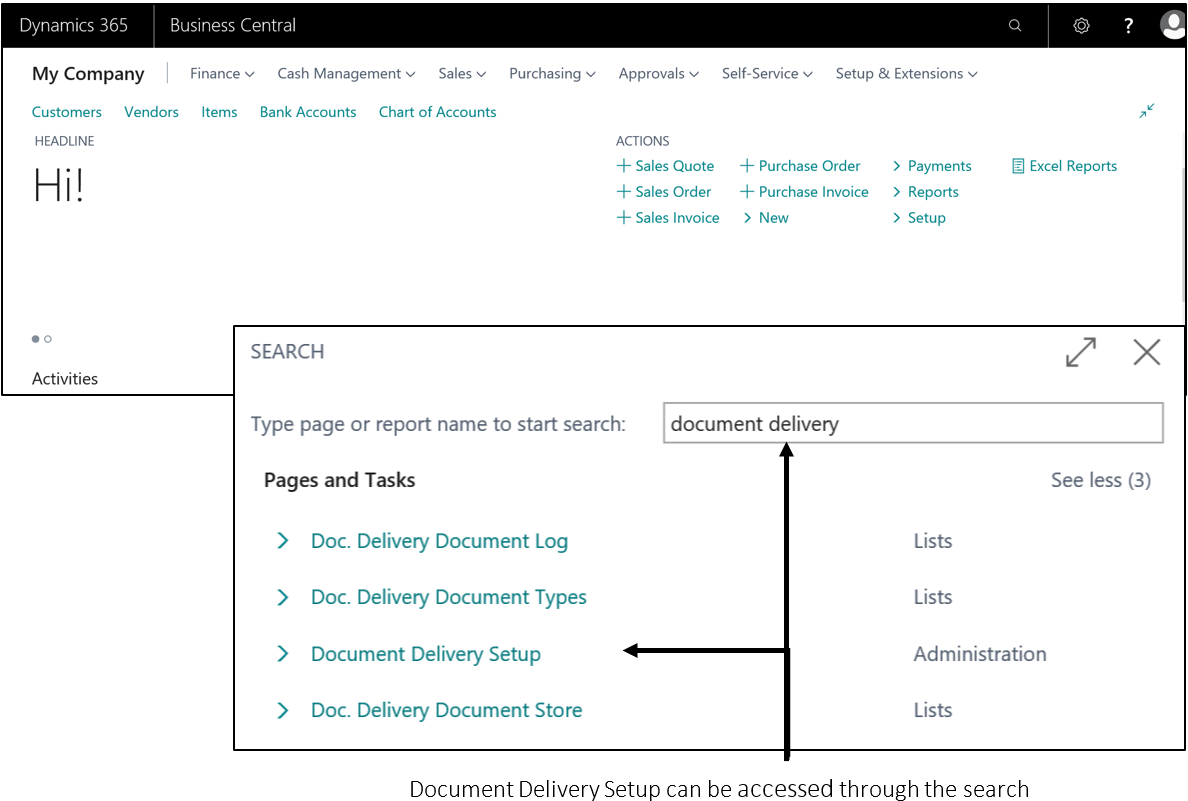 Dynamics 365 Business Central ?
My Company Finance Cash Management Sales Purchasing Approvals Self-Service Setup & Extensions
Customers Vendors Items Bank Accounts Chart of Accounts
HEADLINE
Hi!
ACTIONS
+ Sales Quote + Purchase Order > Payments Excel Reports
+ Sales Order + Purchase Invoice > Reports
+ Sales Invoice > New > Setup
Activities
SEARCH
Type page or report name to start search: document delivery
Pages and Tasks See less (3)
> Doc. Delivery Document Log Lists
> Doc. Delivery Document Types Lists
> Document Delivery Setup Administration
> Doc. Delivery Document Store Lists
Document Delivery Setup can be accessed through the search